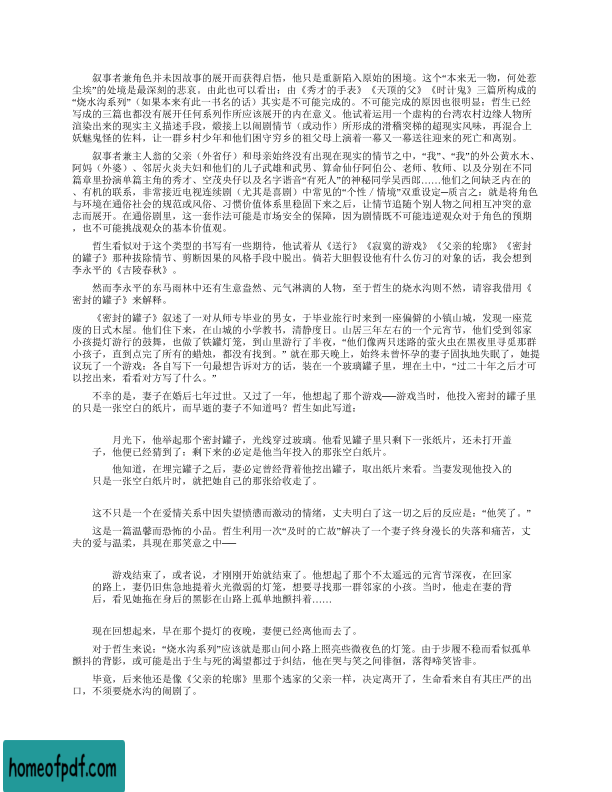 叙事者兼角色并未因故事的展开而获得启悟，他只是重新陷入原始的困境。这个“本来无一物，何处惹
尘埃”的处境是最深刻的悲哀。由此也可以看出：由《秀才的手表》《天顶的父》《时计鬼》三篇所构成的
“烧水沟系列”（如果本来有此一书名的话）其实是不可能完成的。不可能完成的原因也很明显：哲生已经
写成的三篇也都没有展开任何系列作所应该展开的内在意义。他试着运用一个虚构的台湾农村边缘人物所
渲染出来的现实主义描述手段，煅接上以闹剧情节（或动作）所形成的滑稽突梯的超现实风味，再混合上
妖魅鬼怪的佐料，让一群乡村少年和他们困守穷乡的祖父母上演着一幕又一幕送往迎来的死亡和离别。
叙事者兼主人翁的父亲（外省仔）和母亲始终没有出现在现实的情节之中，“我”、“我”的外公黄水木、
阿妈（外婆）、邻居火炎夫妇和他们的儿子武雄和武男、算命仙仔阿伯公、老师、牧师、以及分别在不同
篇章里扮演单篇主角的秀才、空茂央仔以及名字谐音“有死人”的神秘同学吴西郎……他们之间缺乏内在的
、有机的联系，非常接近电视连续剧（尤其是喜剧）中常见的“个性／情境”双重设定─质言之：就是将角色
与环境在通俗社会的规范或风俗、习惯价值体系里稳固下来之后，让情节追随个别人物之间相互冲突的意
志而展开。在通俗剧里，这一套作法可能是市场安全的保障，因为剧情既不可能违逆观众对于角色的预期
，也不可能挑战观众的基本价值观。
哲生看似对于这个类型的书写有一些期待，他试着从《送行》《寂寞的游戏》《父亲的轮廓》《密封
的罐子》那种拔除情节、剪断因果的风格手段中脱出。倘若大胆假设他有什么仿习的对象的话，我会想到
李永平的《吉陵春秋》。
然而李永平的东马雨林中还有生意盎然、元气淋漓的人物，至于哲生的烧水沟则不然，请容我借用《
密封的罐子》来解释。
《密封的罐子》叙述了一对从师专毕业的男女，于毕业旅行时来到一座偏僻的小镇山城，发现一座荒
废的日式木屋。他们住下来，在山城的小学教书，清静度日。山居三年左右的一个元宵节，他们受到邻家
小孩提灯游行的鼓舞，也做了铁罐灯笼，到山里游行了半夜，“他们像两只迷路的萤火虫在黑夜里寻觅那群
小孩子，直到点完了所有的蜡烛，都没有找到。” 就在那天晚上，始终未曾怀孕的妻子固执地失眠了，她提
议玩了一个游戏：各自写下一句最想告诉对方的话，装在一个玻璃罐子里，埋在土中，“过二十年之后才可
以挖出来，看看对方写了什么。”
不幸的是，妻子在婚后七年过世。又过了一年，他想起了那个游戏──游戏当时，他投入密封的罐子里
的只是一张空白的纸片，而早逝的妻子不知道吗？哲生如此写道：
月光下，他举起那个密封罐子，光线穿过玻璃。他看见罐子里只剩下一张纸片，还未打开盖
子，他便已经猜到了：剩下来的必定是他当年投入的那张空白纸片。
他知道，在埋完罐子之后，妻必定曾经背着他挖出罐子，取出纸片来看。当妻发现他投入的
只是一张空白纸片时，就把她自己的那张给收走了。
这不只是一个在爱情关系中因失望愤懑而激动的情绪，丈夫明白了这一切之后的反应是：“他笑了。”
这是一篇温馨而恐怖的小品。哲生利用一次“及时的亡故”解决了一个妻子终身漫长的失落和痛苦，丈
夫的爱与温柔，具现在那笑意之中──
游戏结束了，或者说，才刚刚开始就结束了。他想起了那个不太遥远的元宵节深夜，在回家
的路上，妻仍旧焦急地提着火光微弱的灯笼，想要寻找那一群邻家的小孩。当时，他走在妻的背
后，看见她拖在身后的黑影在山路上孤单地颤抖着……
现在回想起来，早在那个提灯的夜晚，妻便已经离他而去了。
对于哲生来说：“烧水沟系列”应该就是那山间小路上照亮些微夜色的灯笼。由于步履不稳而看似孤单
颤抖的背影，或可能是出于生与死的渴望都过于纠结，他在哭与笑之间徘徊，落得啼笑皆非。
毕竟，后来他还是像《父亲的轮廓》里那个逃家的父亲一样，决定离开了，生命看来自有其庄严的出
口，不须要烧水沟的闹剧了。
homeofpdf.com